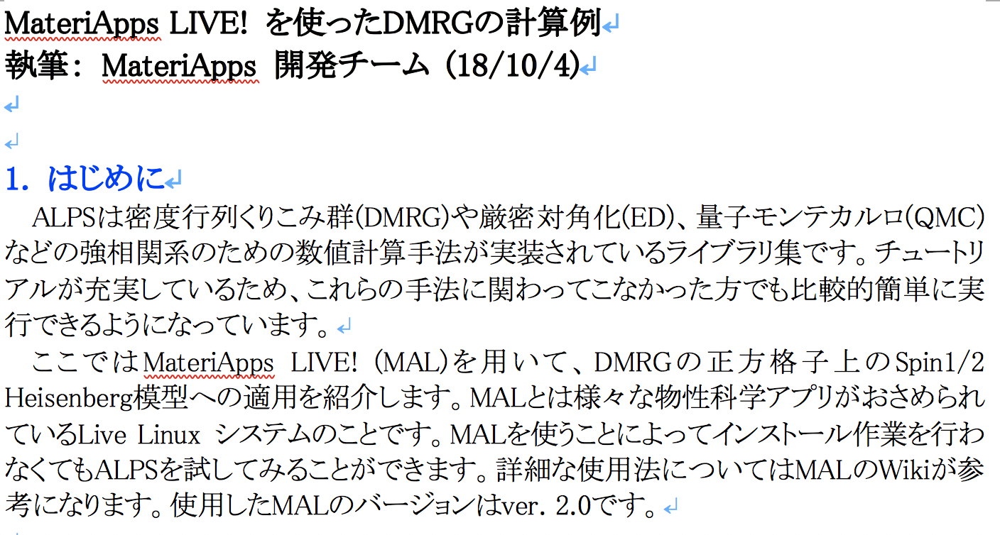 MateriApps LIVE! を使ったDMRGの計算例
執筆: MateriApps 開発チーム (18/10/4)
1. はじめに
ALPSは密度行列くりこみ群(DMRG)や厳密対角化(ED)、量子モンテカルロ(QMC)
などの強相関系のための数値計算手法が実装されているライブラリ集です。チュートリ
アルが充実しているため、これらの手法に関わってこなかった方でも比較的簡単に実
行できるようになっています。
ここではMateriApps LIVE! (MAL)を用いて、DMRGの正方格子上のSpin1/2
Heisenberg模型への適用を紹介します。MALとは様々な物性科学アプリがおさめられ
ているLive Linux システムのことです。MALを使うことによってインストール作業を行わ
なくてもALPSを試してみることができます。詳細な使用法についてはMALのWikiが参
考になります。使用したMALのバージョンはver. 2.0です。